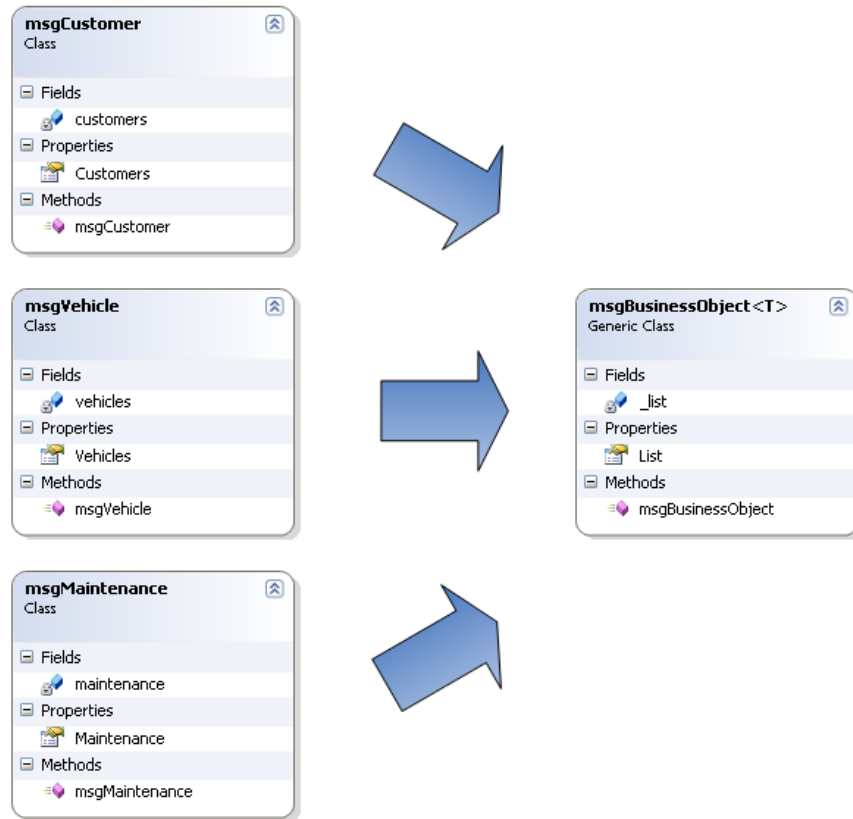 msgCustomer
Class
Fields
customers
Properties
Customers
Methods
msgCustomer
msgVehicle
Class
Fields
vehicles
Properties
Vehicles
Methods
msgVehicle
msgMaintenance
Class
Fields
maintenance
Properties
Maintenance
Methods
msgMaintenance
msgBusinessObject<T>
Generic Class
Fields
_list
Properties
List
Methods
msgBusinessObject